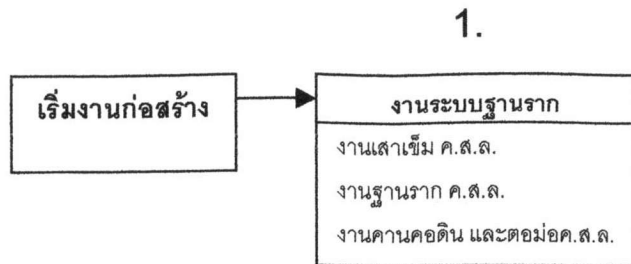 1.
เริ่มงานก่อสร้าง
งานระบบฐานราก
งานเสาเข็ม ค.ส.ล.
งานฐานราก ค.ส.ล.
งานคานคอดิน และตอม่อค.ส.ล.